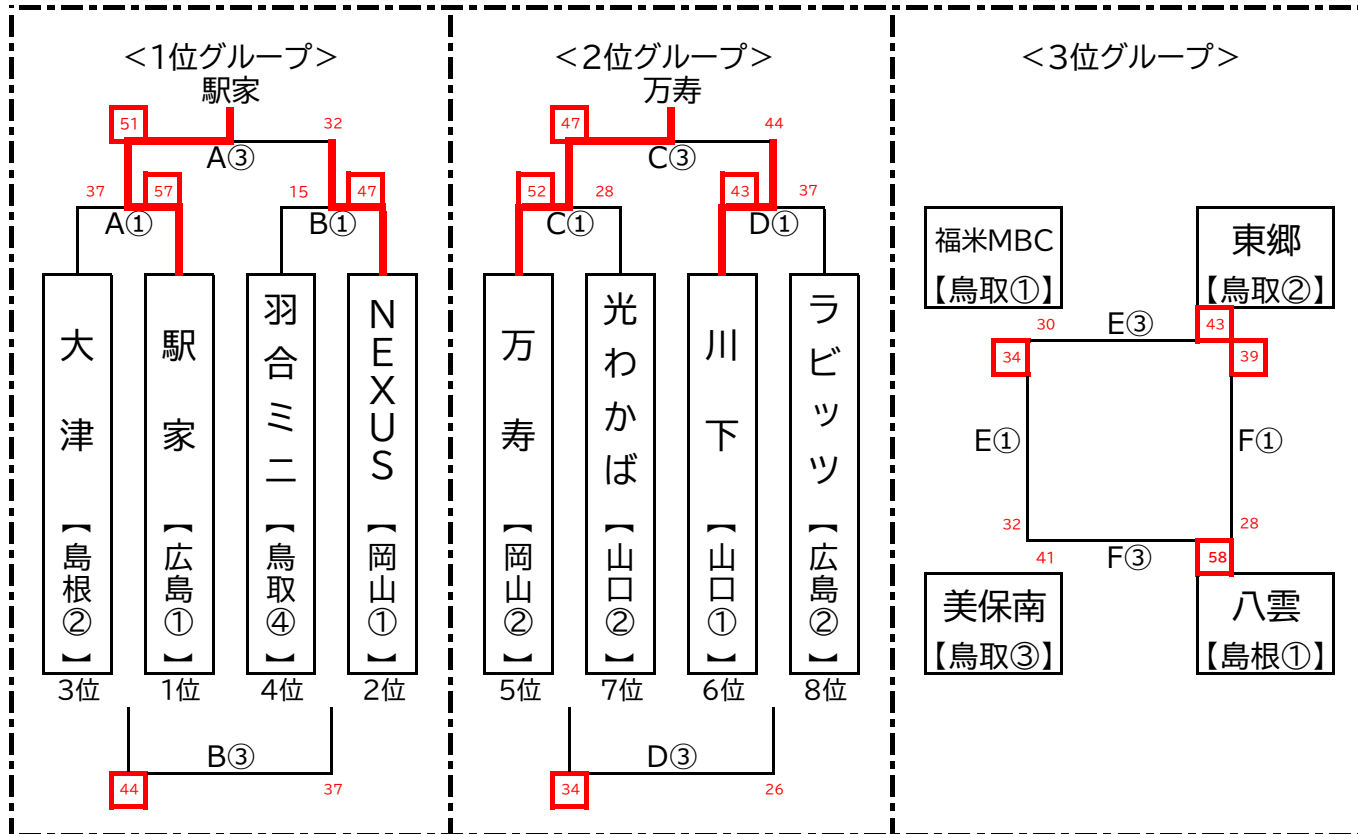 <1位グループ>
駅家
51
32
A③
37
57
15
47
A①
B①
大津【島根②】
駅家【広島①】
羽合ミニ【鳥取④】
NEXUS【岡山①】
3位
1位
4位
2位
B③
44
37
<2位グループ>
万寿
47
44
C③
52
28
43
37
C①
D①
万寿【岡山②】
光わかば【山口②】
川下【山口①】
ラビッツ【広島②】
5位
7位
6位
8位
D③
34
26
<3位グループ>
福米MBC
【鳥取①】
東郷
【鳥取②】
30
E③
43
34
39
E①
F①
32
28
41
F③
58
美保南
【鳥取③】
八雲
【島根①】